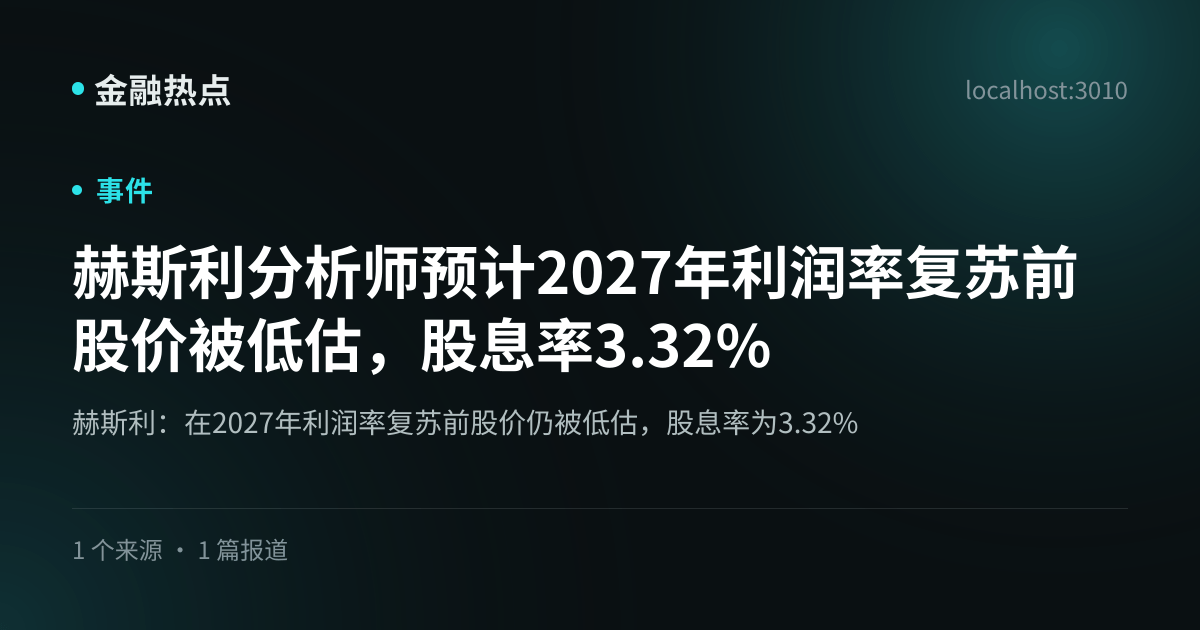 金融热点
localhost:3010
事件
赫斯利分析师预计2027年利润率复苏前
股价被低估，股息率3.32%
赫斯利：在2027年利润率复苏前股价仍被低估，股息率为3.32%
1 个来源 · 1 篇报道